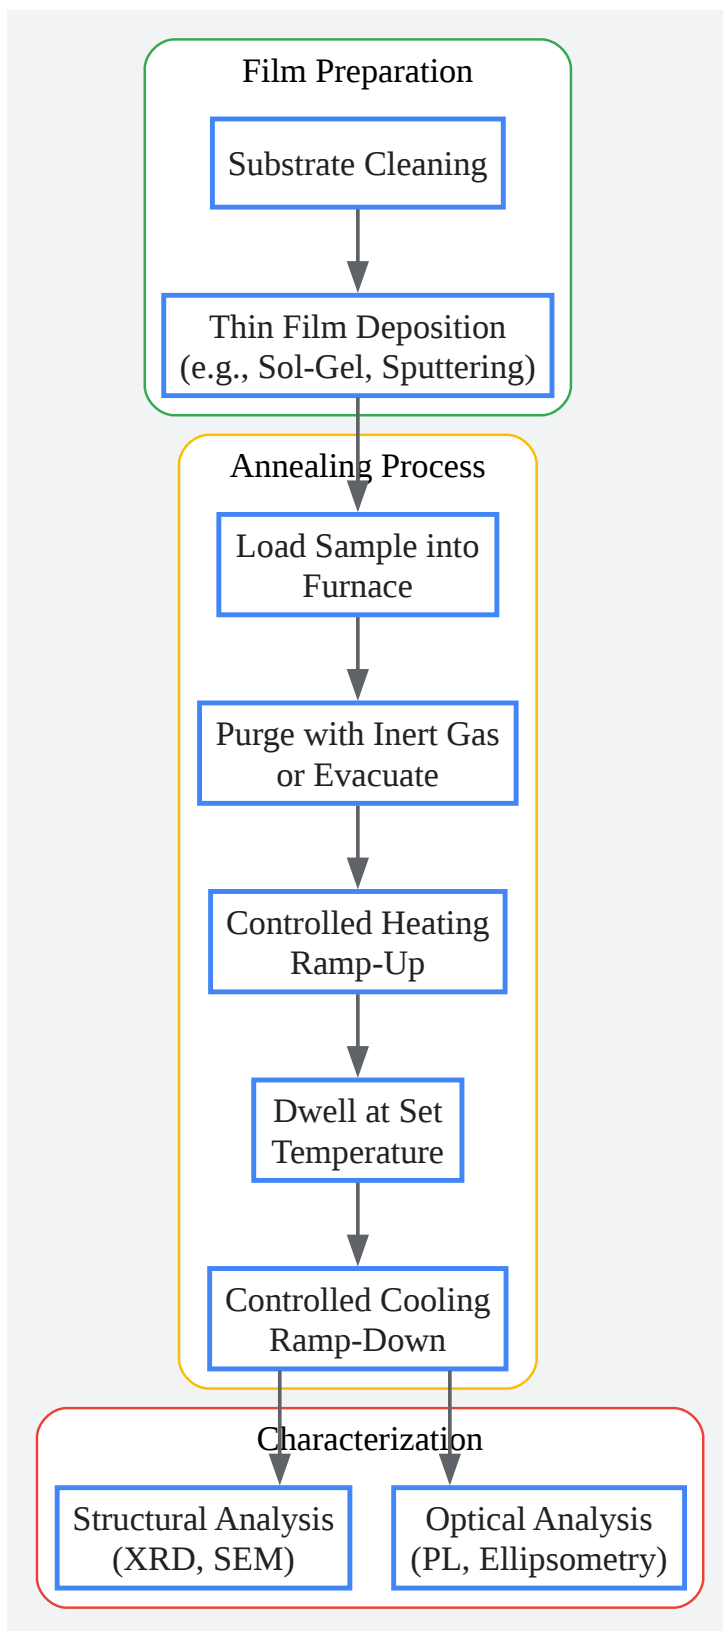 Film Preparation
Substrate Cleaning
Thin Film Deposition
(e.g., Sol-Gel, Sputtering)
Annealing Process
Load Sample into
Furnace
Purge with Inert Gas
or Evacuate
Controlled Heating
Ramp-Up
Dwell at Set
Temperature
Controlled Cooling
Ramp-Down
Characterization
Structural Analysis
(XRD, SEM)
Optical Analysis
(PL, Ellipsometry)